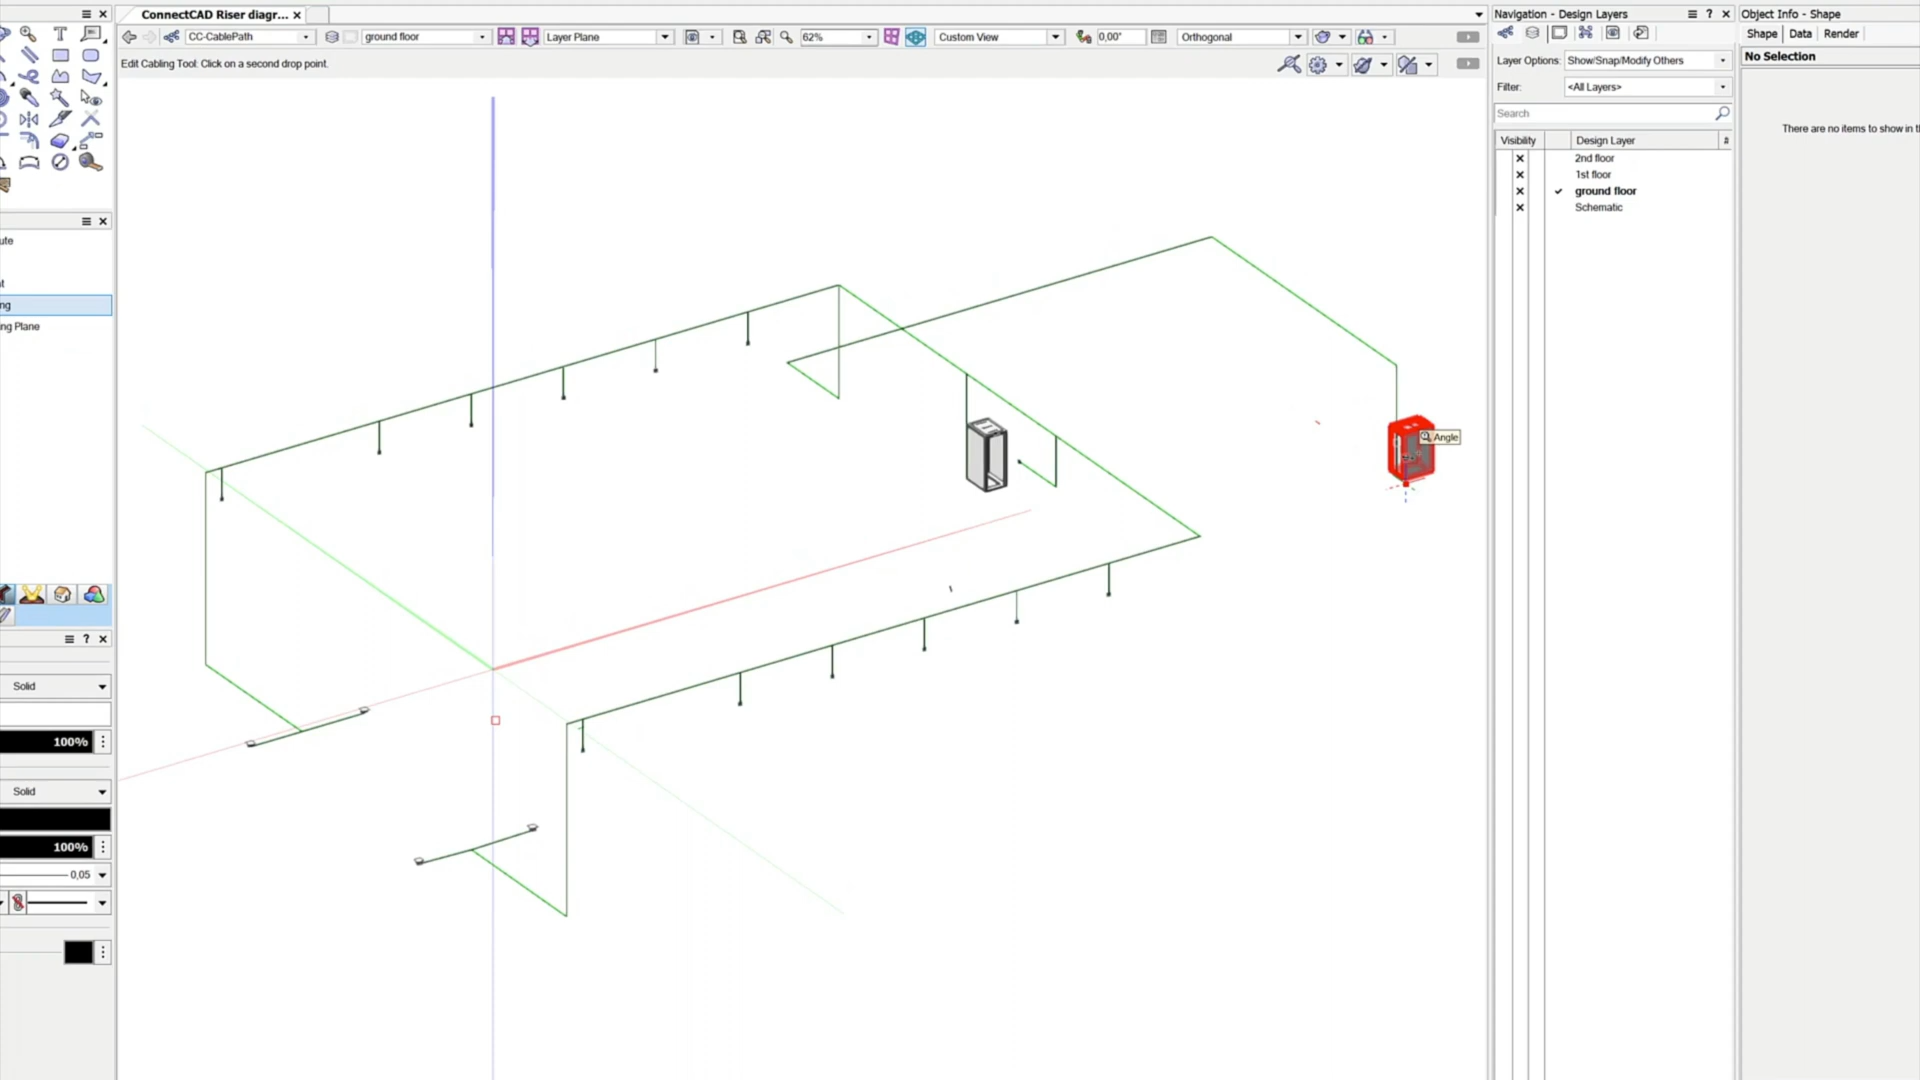 ConnectCAD Riser diagr...
Navigation - Design Layers
Object Info - Shape
CC-CablePath
ground floor
Layer Plane
62%
Custom View
0,00°
Orthogonal
Shape Data Render
Edit Cabling Tool: Click on a second drop point.
Layer Options: Show/Snap/Modify Others
No Selection
Filter: <All Layers>
Search
There are no items to show in t
Visibility
Design Layer
#
2nd floor
1st floor
ground floor
Schematic
ute
nt
ng
ing Plane
Angle
Solid
100%
Solid
100%
0,05